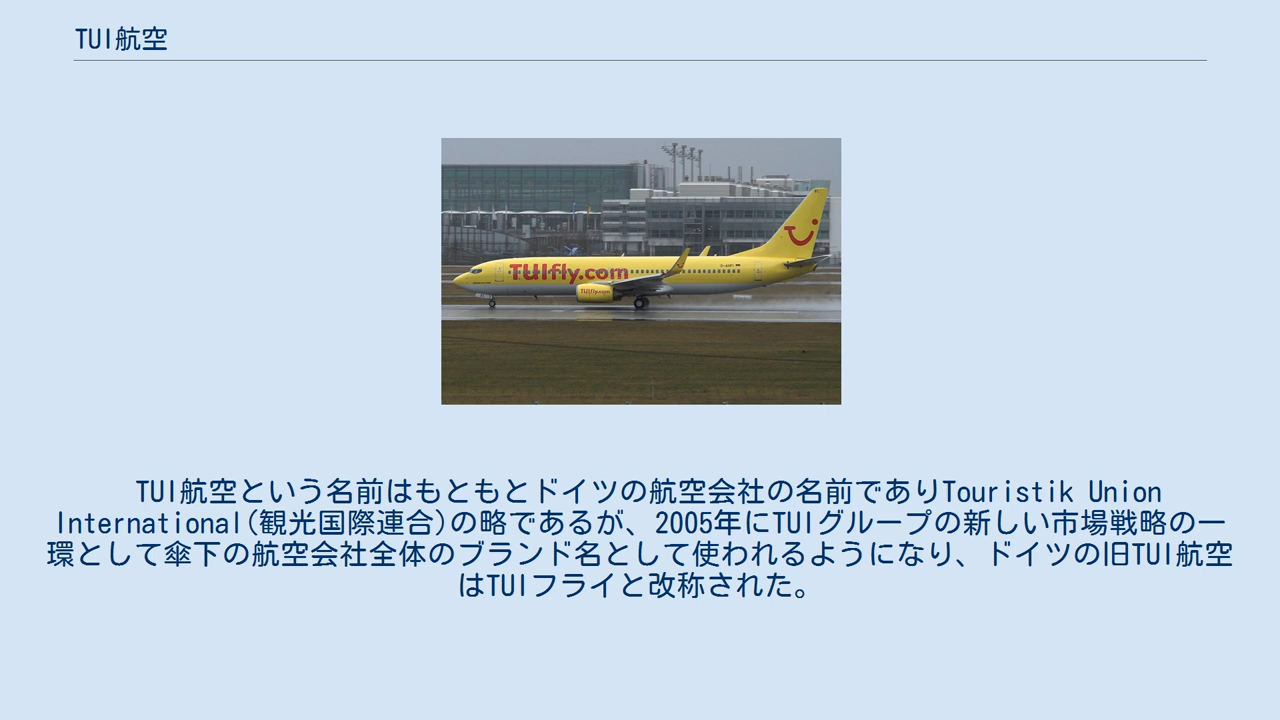 TUI航空
TUIfly.com
TUIfly.com
TUI航空という名前はもともとドイツの航空会社の名前でありTouristik Union
International(観光国際連合)の略であるが、2005年にTUIグループの新しい市場戦略の一
環として傘下の航空会社全体のブランド名として使われるようになり、ドイツの旧TUI航空
はTUIフライと改称された。